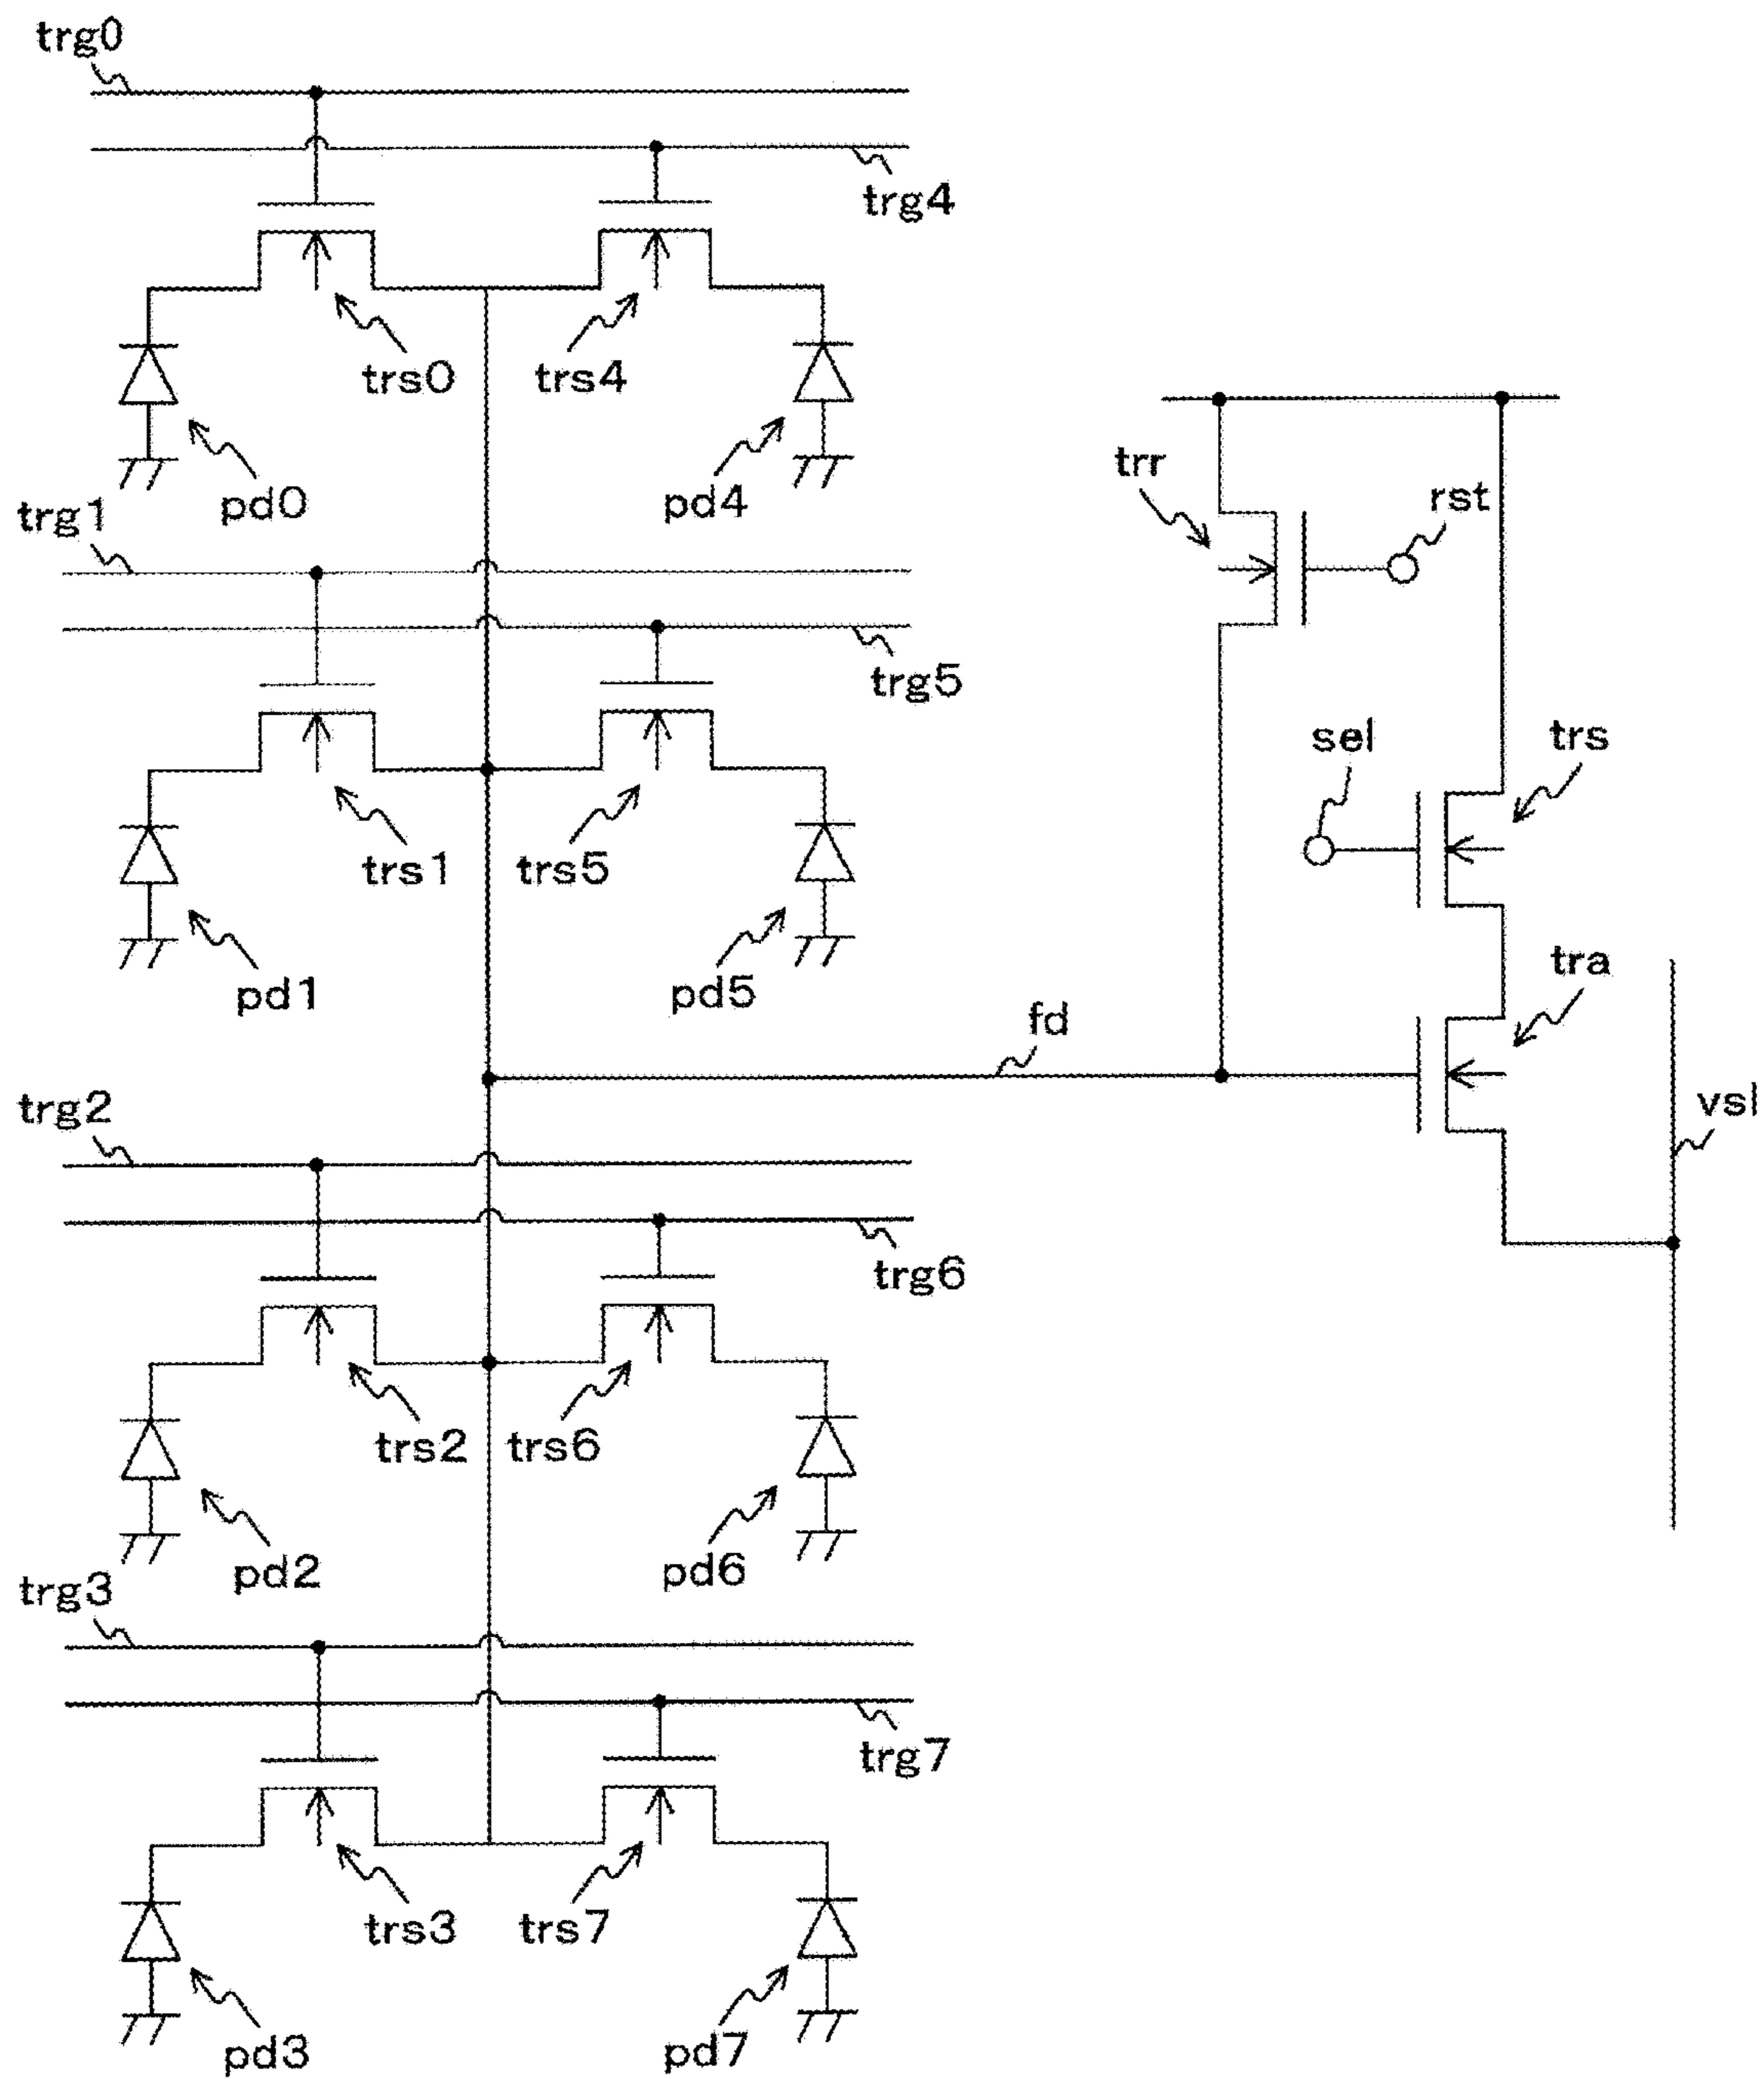 trg0
trg4
trs0
trs4
pd0
pd4
trr
rst
trg1
trg5
sel
trs
trs1
trs5
pd1
pd5
tra
fd
vsl
trg2
trg6
trs2
trs6
pd2
pd6
trg3
trg7
trs3
trs7
pd3
pd7